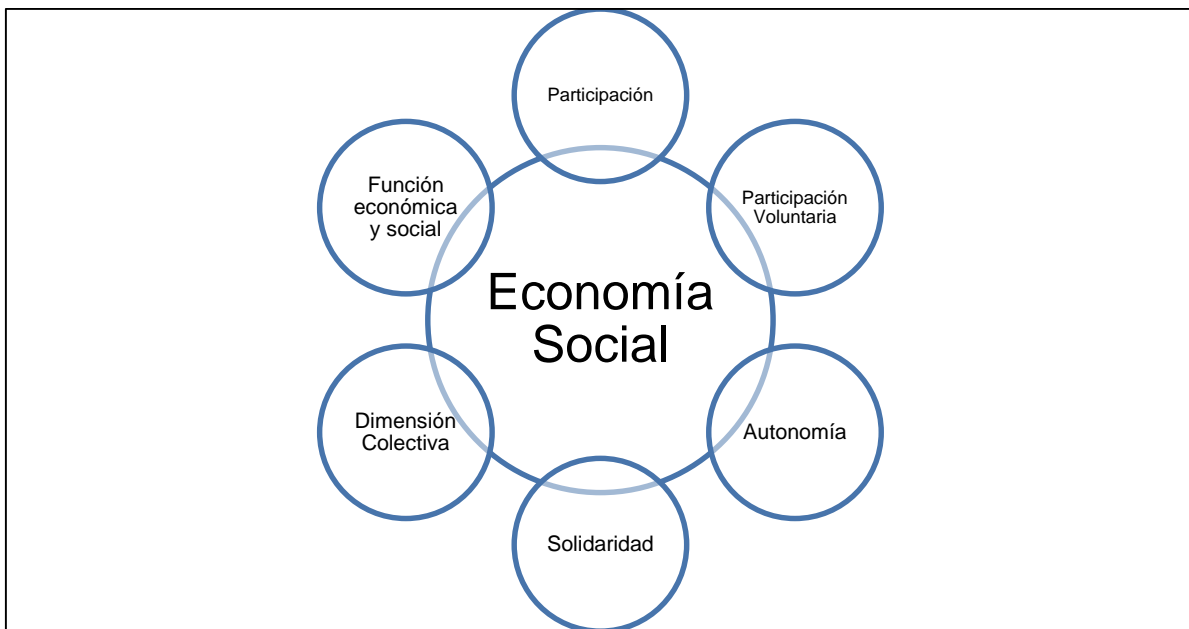 Participación
Función
económica
y social
Participación
Voluntaria
Economía
Social
Dimensión
Colectiva
Autonomía
Solidaridad